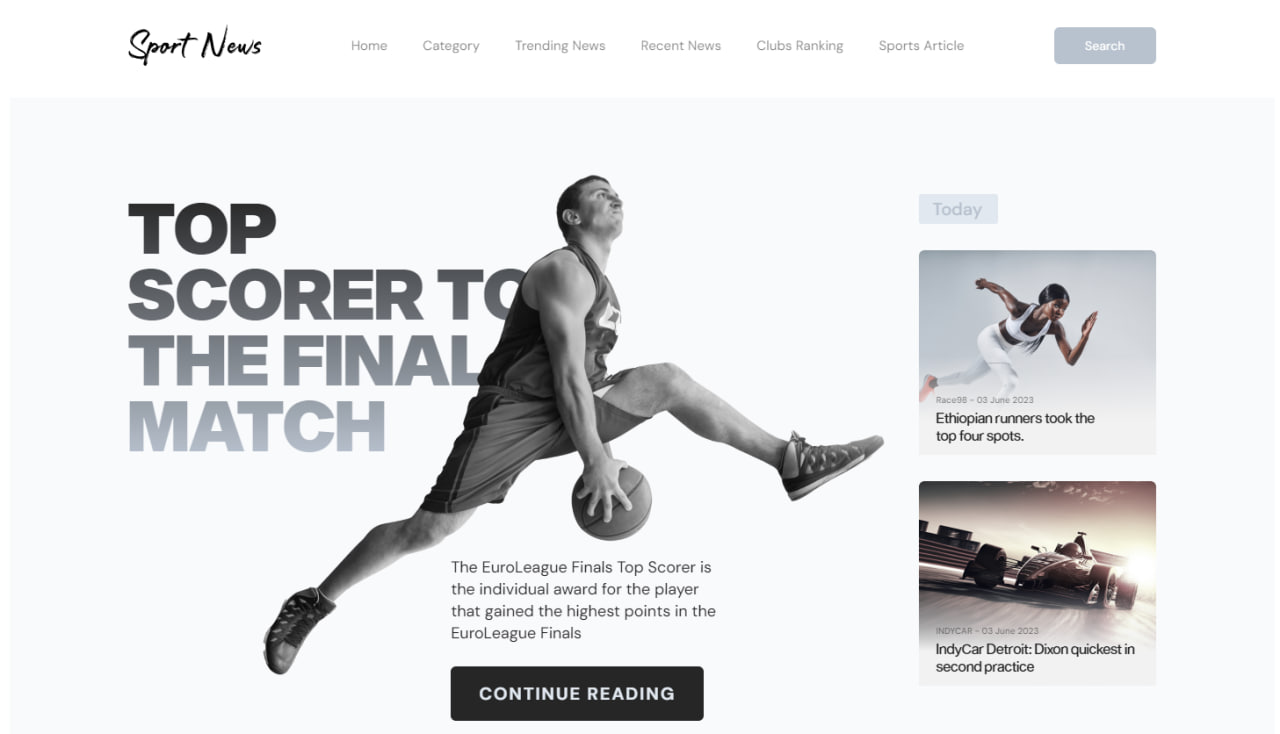 Sport News
Home
Category
Trending News
Recent News
Clubs Ranking
Sports Article
Search
TOP
SCORER TO
THE FINAL
MATCH
The EuroLeague Finals Top Scorer is
the individual award for the player
that gained the highest points in the
EuroLeague Finals
CONTINUE READING
Today
Race98 - 03 June 2023
Ethiopian runners took the
top four spots.
INDYCAR - 03 June 2023
IndyCar Detroit: Dixon quickest in
second practice